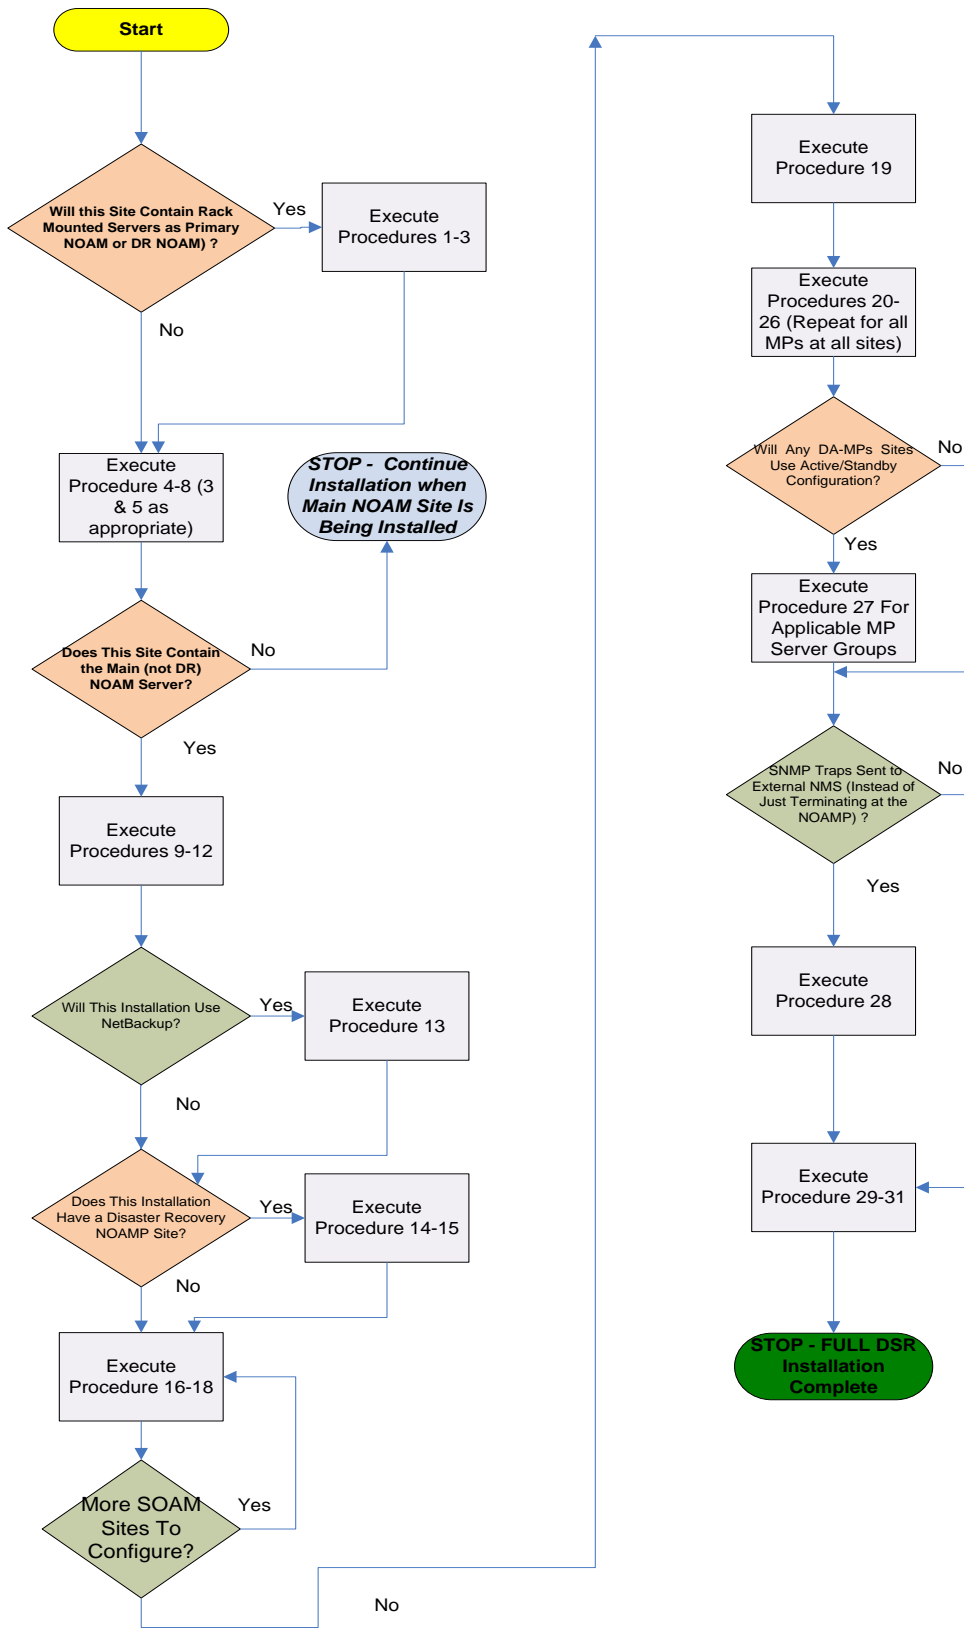 Start
Will this Site Contain Rack
Mounted Servers as Primary
NOAM or DR NOAM) ?
Yes
Execute
Procedures 1-3
No
Execute
Procedure 4-8 (3
& 5 as
appropriate)
STOP - Continue
Installation when
Main NOAM Site Is
Being Installed
Does This Site Contain
the Main (not DR)
NOAM Server?
No
Yes
Execute
Procedures 9-12
Will This Installation Use
NetBackup?
Yes
Execute
Procedure 13
No
Does This Installation
Have a Disaster Recovery
NOAMP Site?
Yes
Execute
Procedure 14-15
No
Execute
Procedure 16-18
More SOAM
Sites To
Configure?
Yes
No
Execute
Procedure 19
Execute
Procedures 20-
26 (Repeat for all
MPs at all sites)
Will Any DA-MPs Sites
Use Active/Standby
Configuration?
No
Yes
Execute
Procedure 27 For
Applicable MP
Server Groups
SNMP Traps Sent to
External NMS (Instead of
Just Terminating at the
NOAMP) ?
No
Yes
Execute
Procedure 28
Execute
Procedure 29-31
STOP - FULL DSR
Installation
Complete